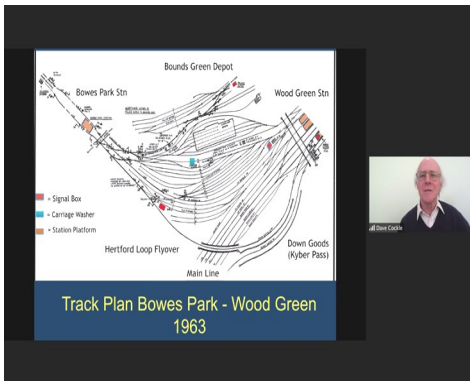 Bounds Green Depot
Bowes Park Stn
Wood Green Stn
= Signal Box
= Carriage Washer
= Station Platform
Hertford Loop Flyover
Down Goods
(Kyber Pass)
Main Line
Track Plan Bowes Park - Wood Green
1963
Dave Cockle